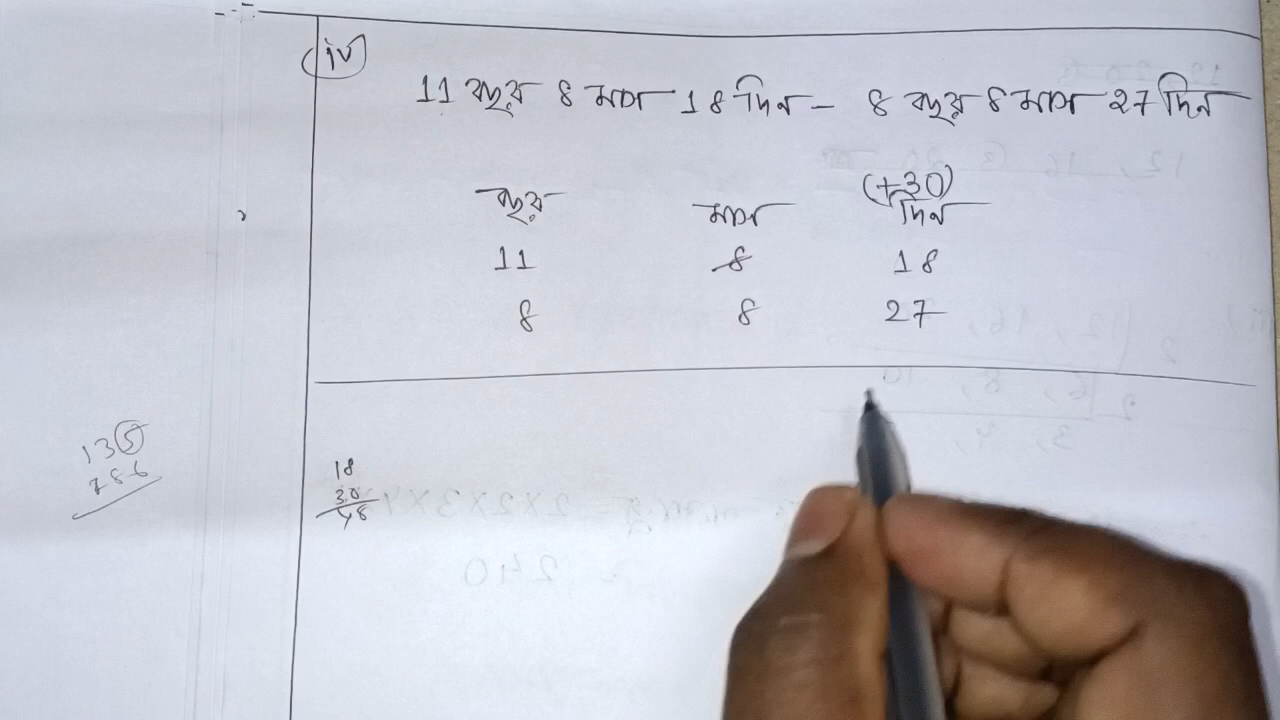 iv
11 বছর 8 মাস 18 দিন – 8 বছর 8 মাস 27 দিন
(+30)
বছর মাস দিন
11 8 18
8 8 27
135
786
18
30
48